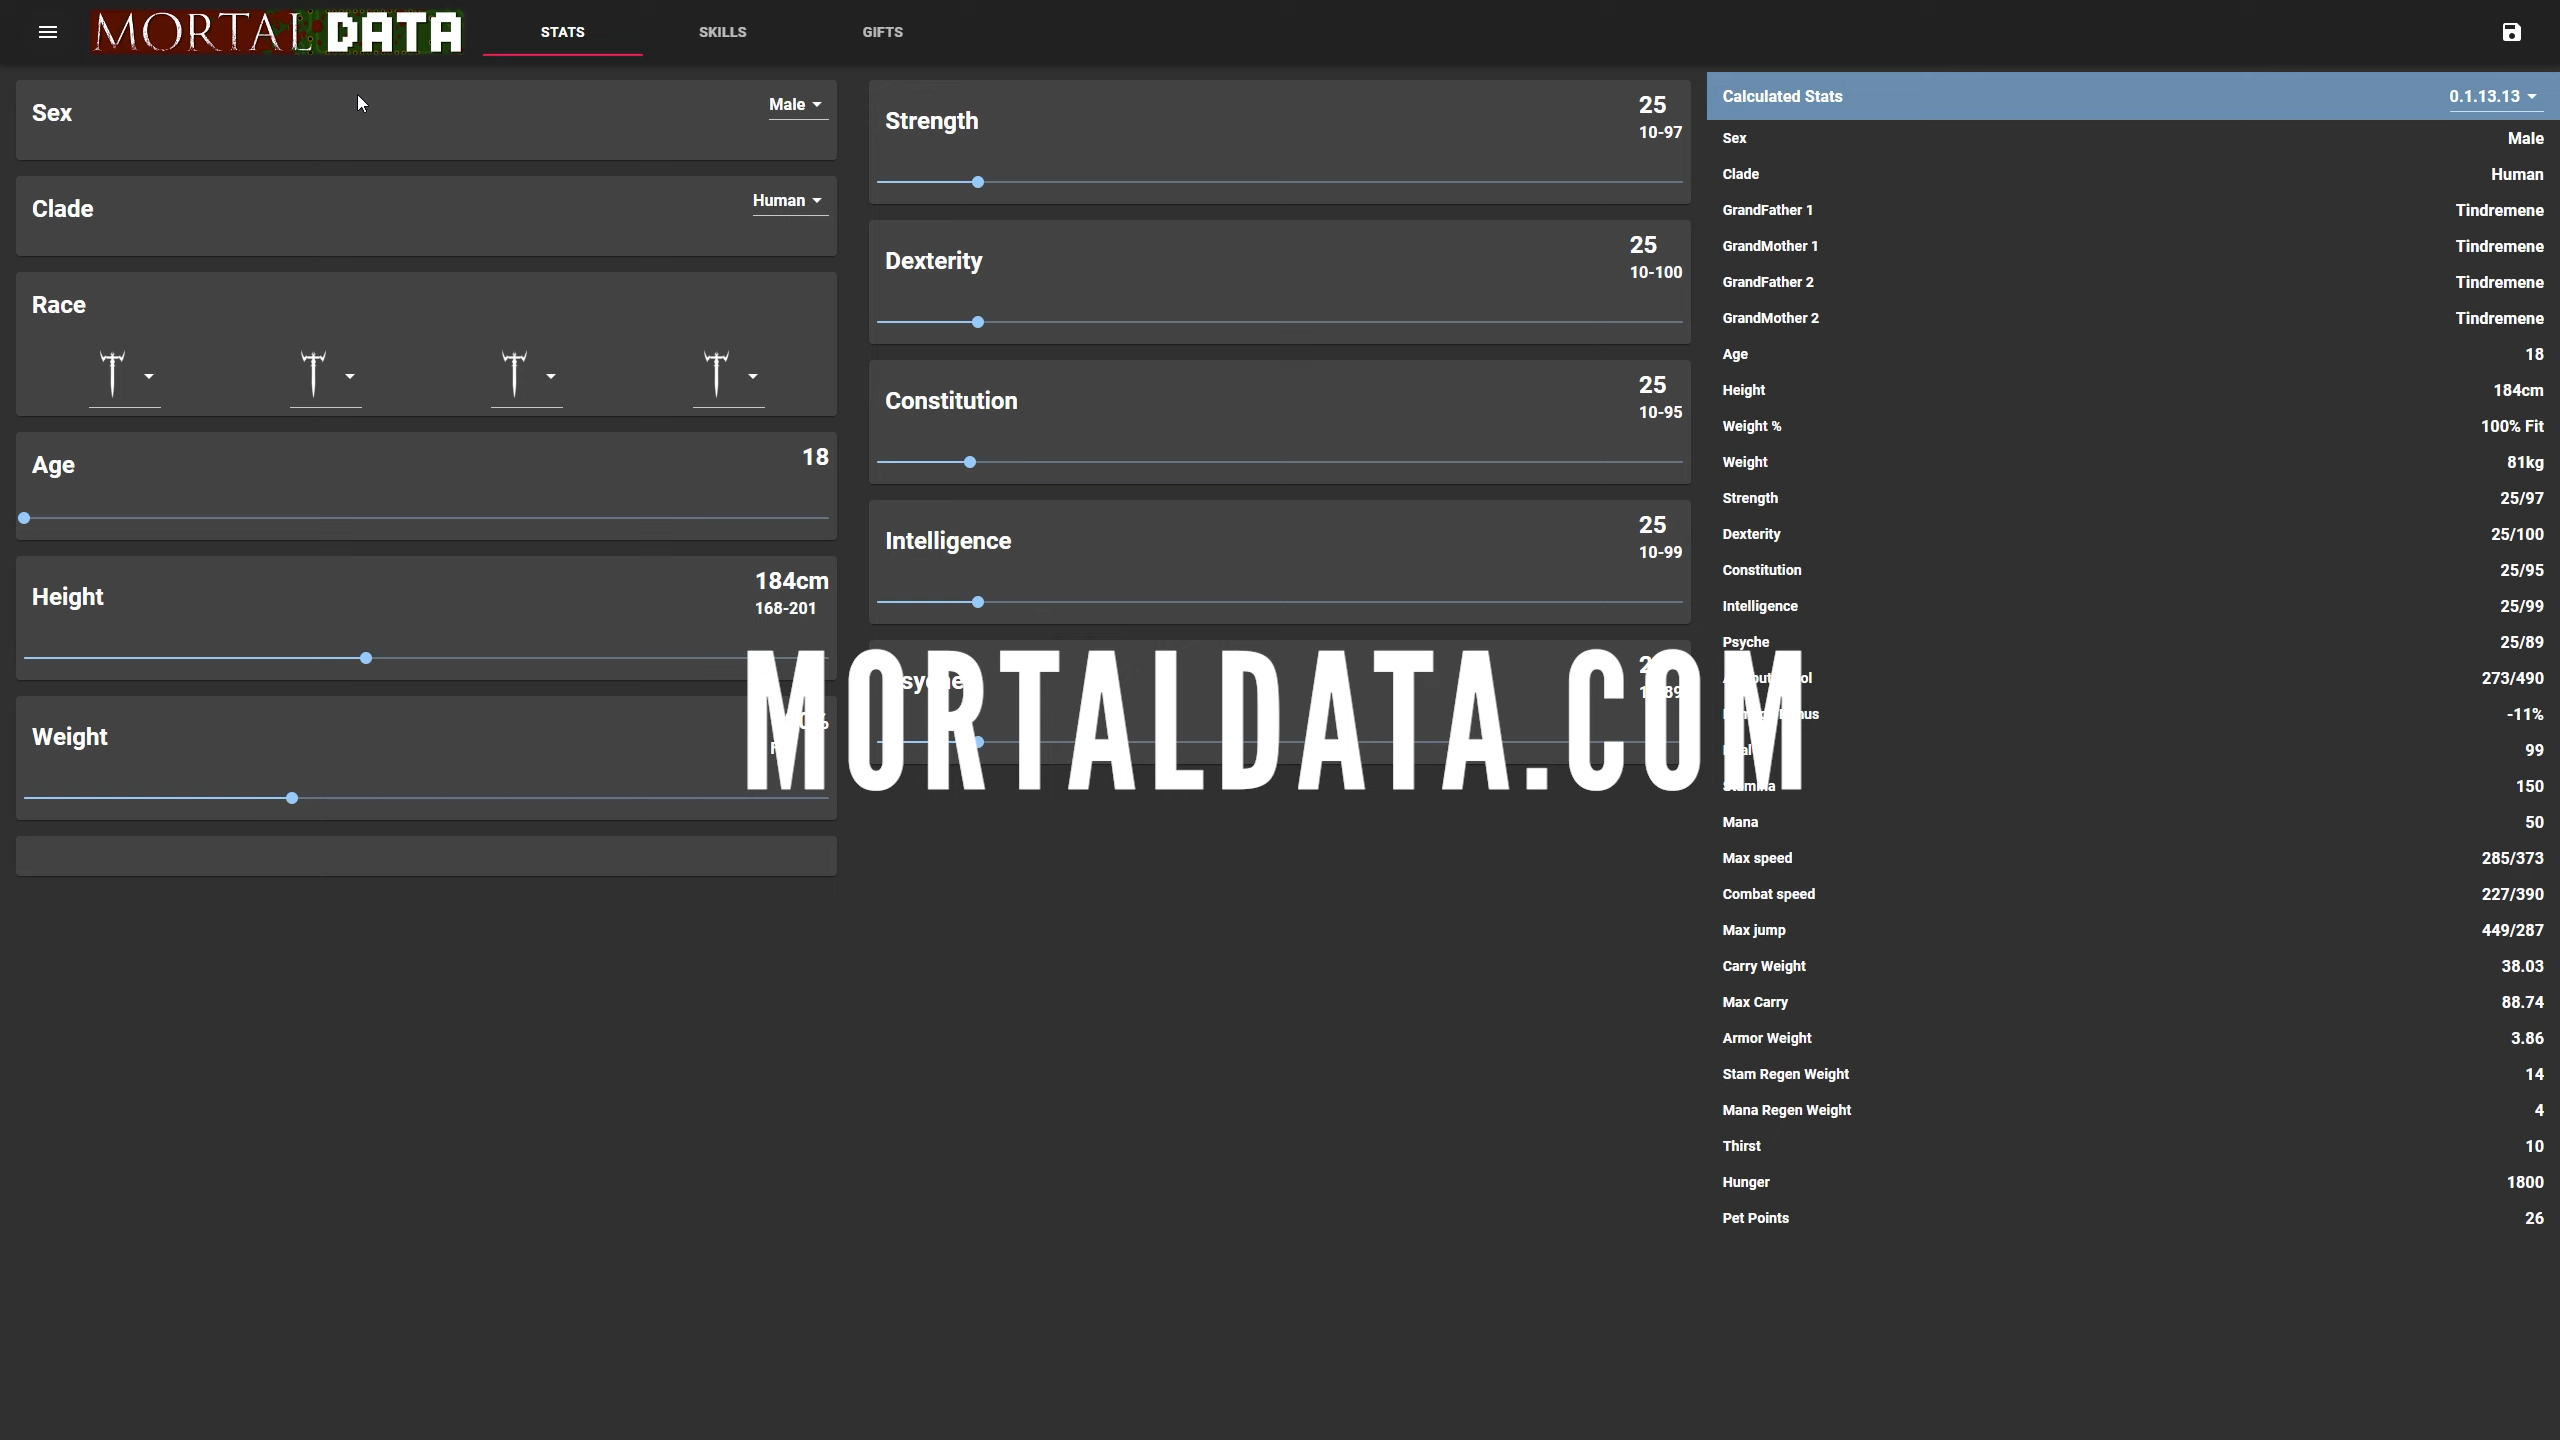 MORTAL DATA
STATS
SKILLS
GIFTS
Sex
Male
Clade
Human
Race
Age
18
Height
184cm
168-201
Weight
Strength
25
10-97
Dexterity
25
10-100
Constitution
25
10-95
Intelligence
25
10-99
MORTALDATA.COM
Calculated Stats
0.1.13.13
Sex
Male
Clade
Human
GrandFather 1
Tindremene
GrandMother 1
Tindremene
GrandFather 2
Tindremene
GrandMother 2
Tindremene
Age
18
Height
184cm
Weight %
100% Fit
Weight
81kg
Strength
25/97
Dexterity
25/100
Constitution
25/95
Intelligence
25/99
Psyche
25/89
273/490
-11%
99
150
Mana
50
Max speed
285/373
Combat speed
227/390
Max jump
449/287
Carry Weight
38.03
Max Carry
88.74
Armor Weight
3.86
Stam Regen Weight
14
Mana Regen Weight
4
Thirst
10
Hunger
1800
Pet Points
26